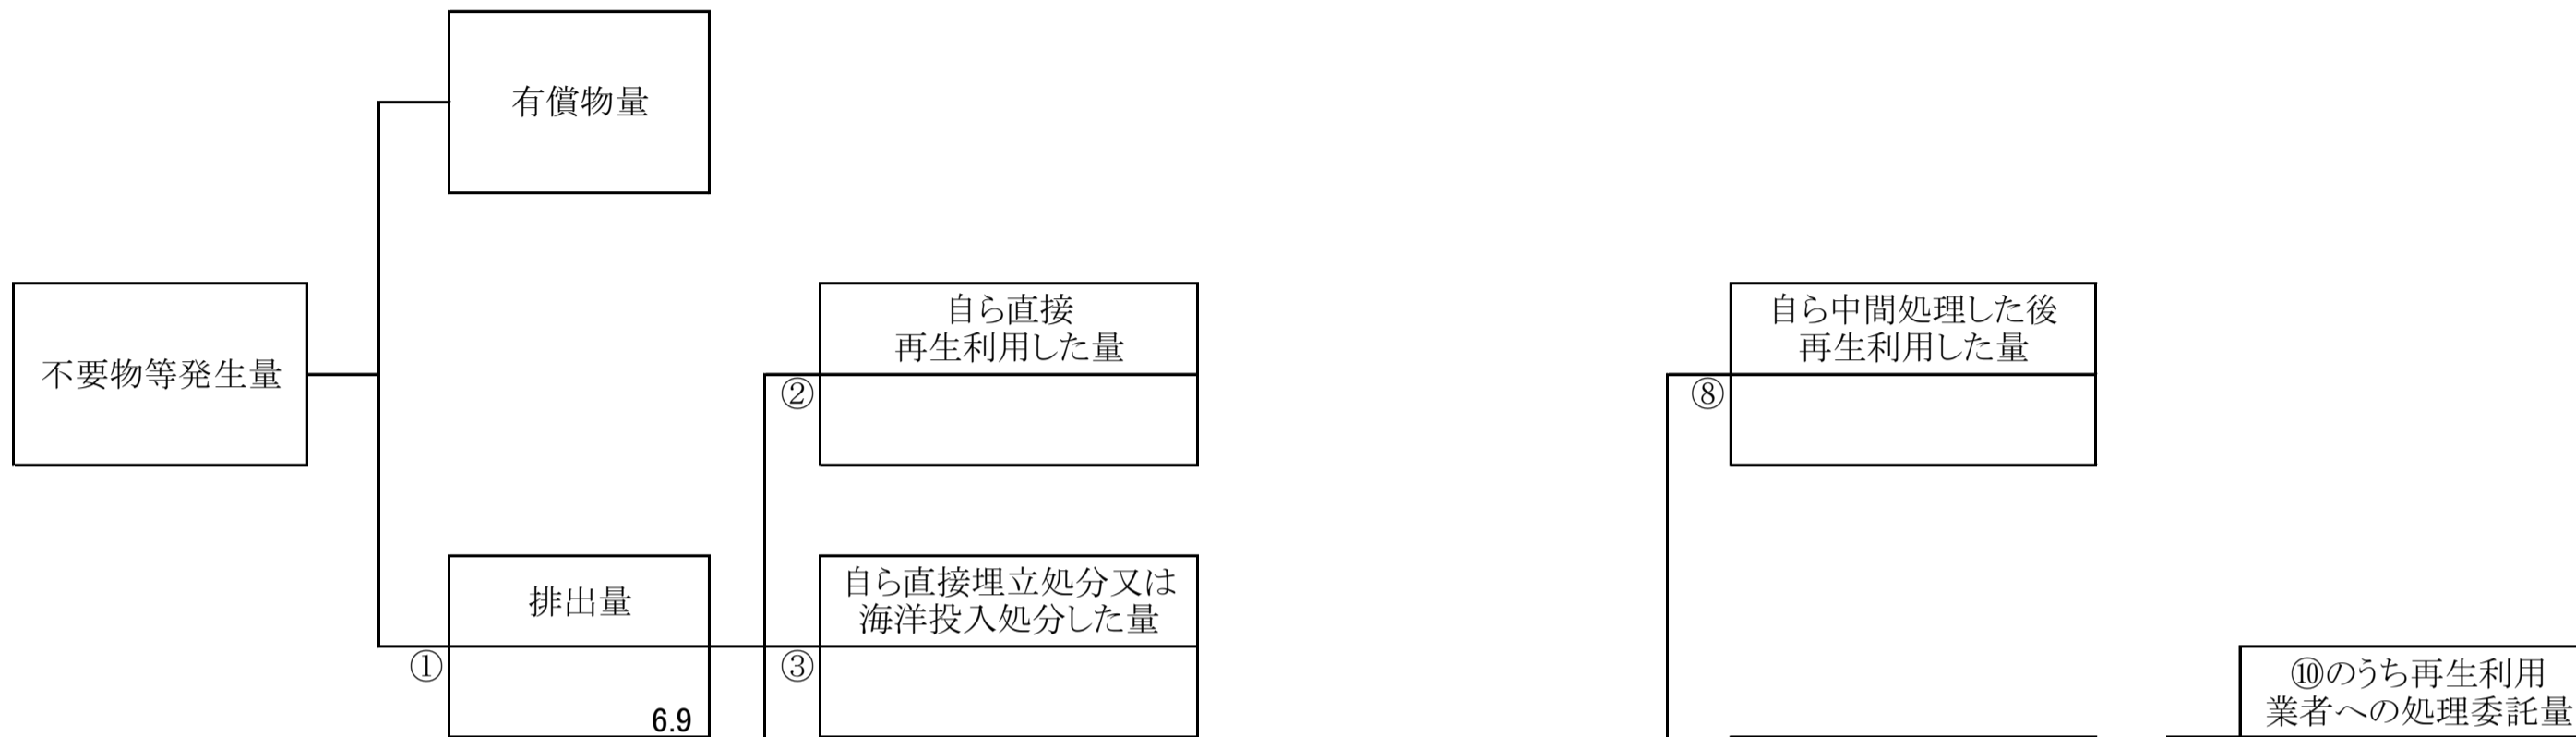 有償物量
不要物等発生量
自ら直接
再生利用した量
②
自ら中間処理した後
再生利用した量
⑧
排出量
①
6.9
自ら直接埋立処分又は
海洋投入処分した量
③
⑩のうち再生利用
業者への処理委託量